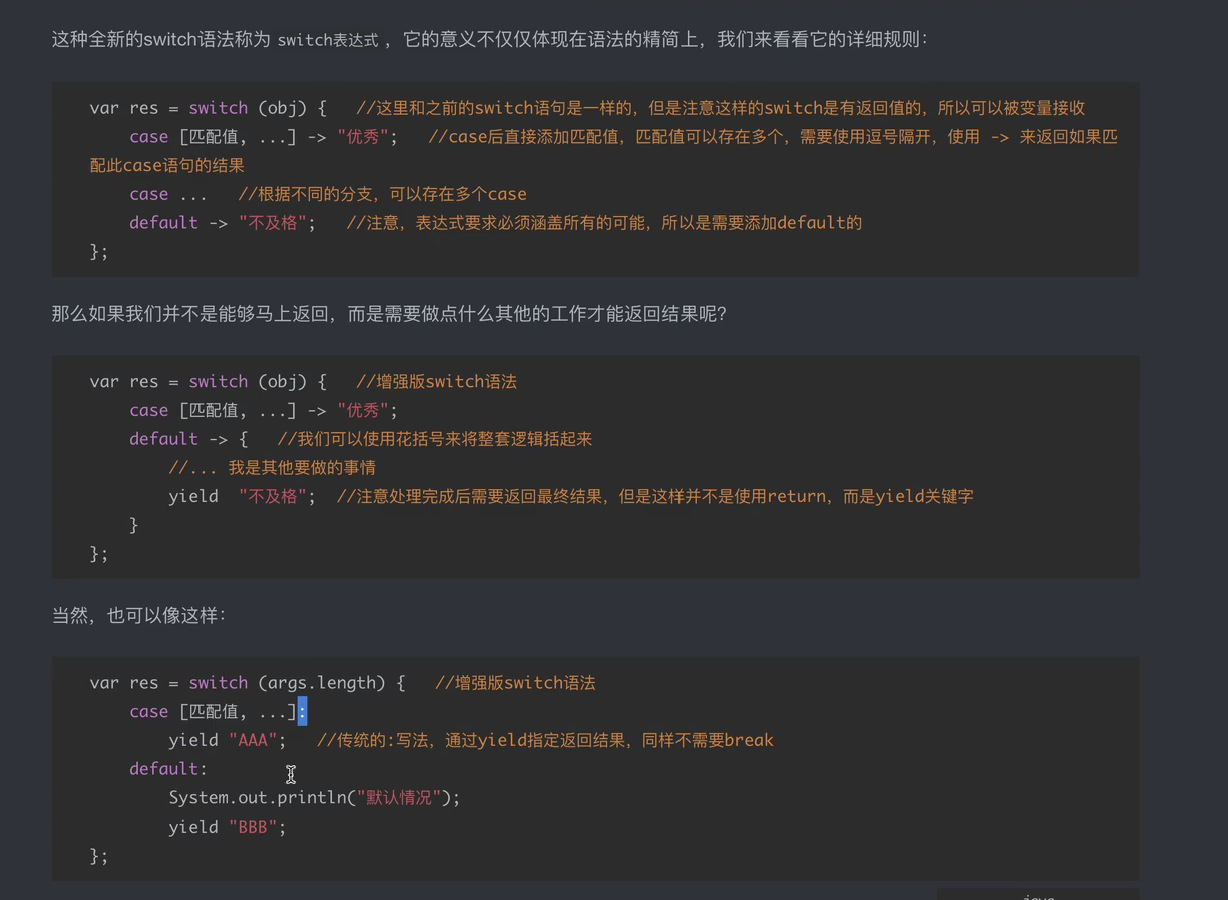 这种全新的switch语法称为 switch表达式 ，它的意义不仅仅体现在语法的精简上，我们来看看它的详细规则：
var res = switch (obj) {   //这里和之前的switch语句是一样的，但是注意这样的switch是有返回值的，所以可以被变量接收
    case [匹配值, ...] -> "优秀";   //case后直接添加匹配值，匹配值可以存在多个，需要使用逗号隔开，使用 -> 来返回如果匹
配此case语句的结果
    case ...   //根据不同的分支，可以存在多个case
    default -> "不及格";   //注意，表达式要求必须涵盖所有的可能，所以是需要添加default的
};
那么如果我们并不是能够马上返回，而是需要做点什么其他的工作才能返回结果呢？
var res = switch (obj) {   //增强版switch语法
    case [匹配值, ...] -> "优秀";
    default -> {   //我们可以使用花括号来将整套逻辑括起来
        //... 我是其他要做的事情
        yield  "不及格";  //注意处理完成后需要返回最终结果，但是这样并不是使用return，而是yield关键字
    }
};
当然，也可以像这样：
var res = switch (args.length) {   //增强版switch语法
    case [匹配值, ...]:
        yield "AAA";   //传统的:写法，通过yield指定返回结果，同样不需要break
    default:
        System.out.println("默认情况");
        yield "BBB";
};